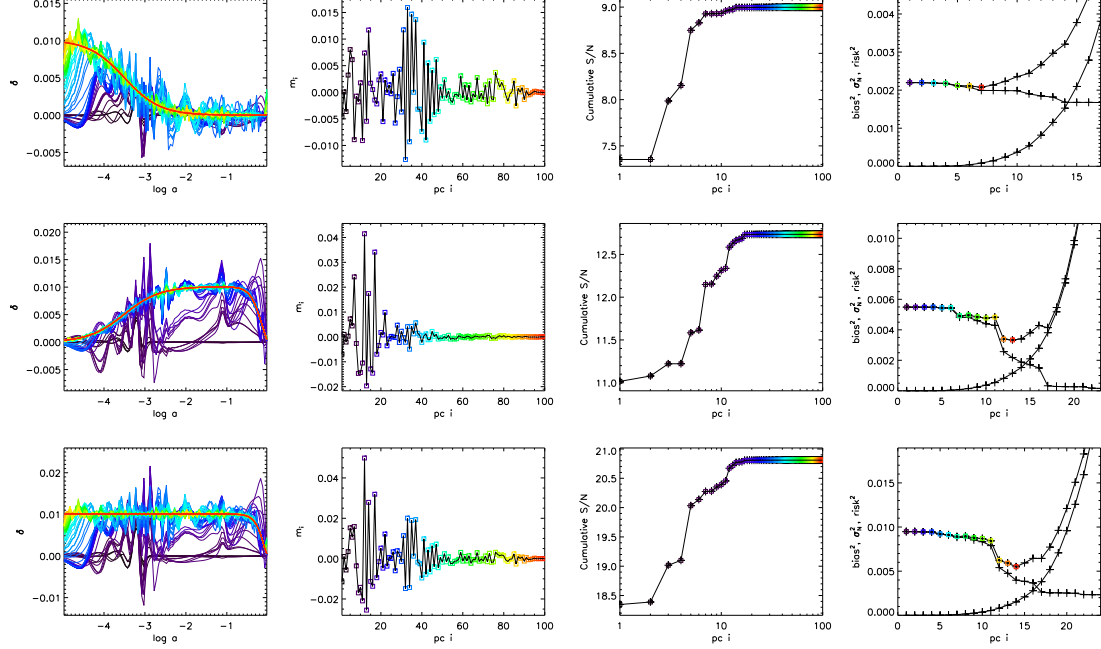 0.010
0.005
0.000
−0.005
δ
−4 −3 −2 −1
log a
0.015
0.010
0.005
0.000
−0.005
−0.010
m_i
20 40 60 80 100
pc i
9.0
8.5
8.0
7.5
Cumulative S/N
1 10 100
pc i
0.004
0.003
0.002
0.001
0.000
bias², σ²_N, risk²
0 5 10 15
pc i
0.015
0.010
0.005
0.000
−0.005
δ
−4 −3 −2 −1
log a
0.04
0.03
0.02
0.01
0.00
−0.01
−0.02
m_i
20 40 60 80 100
pc i
12.5
12.0
11.5
11.0
Cumulative S/N
1 10 100
pc i
0.010
0.008
0.006
0.004
0.002
0.000
bias², σ²_N, risk²
0 5 10 15 20
pc i
0.02
0.01
0.00
−0.01
δ
−4 −3 −2 −1
log a
0.04
0.02
0.00
−0.02
m_i
20 40 60 80 100
pc i
21.0
20.5
20.0
19.5
19.0
18.5
Cumulative S/N
1 10 100
pc i
0.015
0.010
0.005
0.000
bias², σ²_N, risk²
0 5 10 15 20
pc i